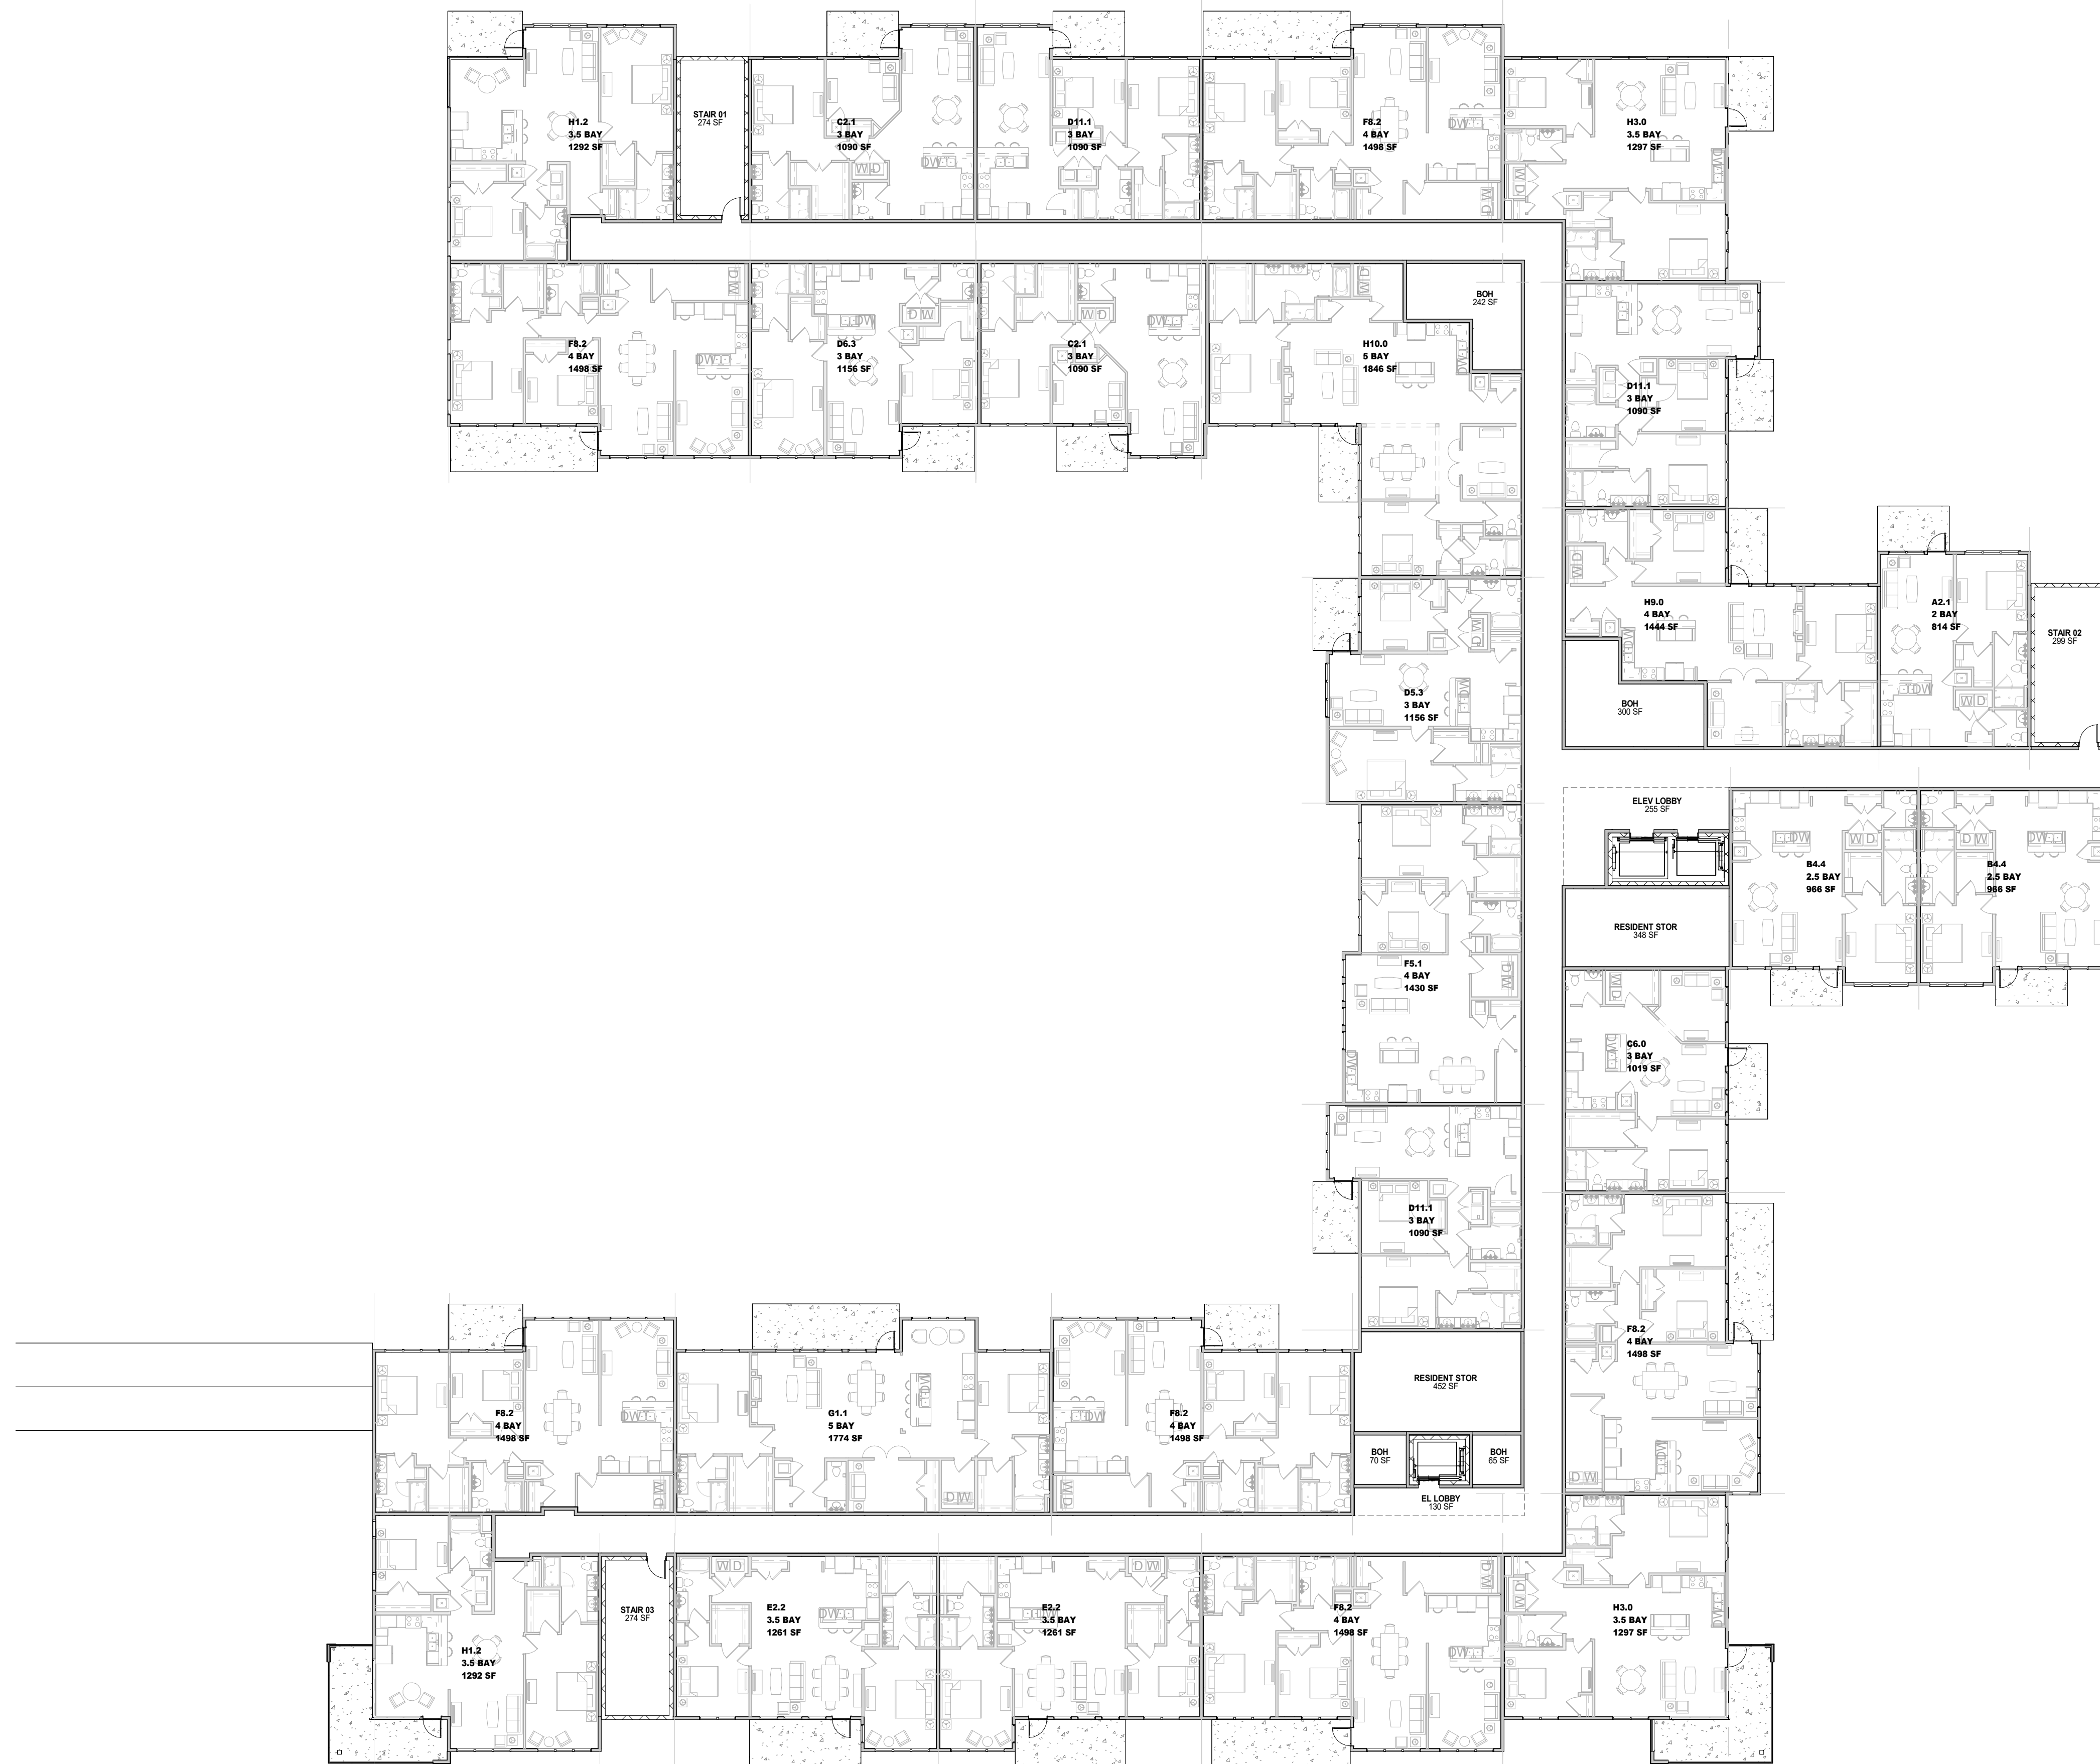 H1.2
3.5 BAY
1292 SF
STAIR 01
274 SF
C2.1
3 BAY
1090 SF
D11.1
3 BAY
1090 SF
F8.2
4 BAY
1498 SF
H3.0
3.5 BAY
1297 SF
F8.2
4 BAY
1498 SF
D6.3
3 BAY
1156 SF
C2.1
3 BAY
1090 SF
H10.0
5 BAY
1846 SF
BOH
242 SF
D11.1
3 BAY
1090 SF
H9.0
4 BAY
1444 SF
A2.1
2 BAY
814 SF
STAIR 02
299 SF
BOH
300 SF
D5.3
3 BAY
1156 SF
ELEV LOBBY
255 SF
B4.4
2.5 BAY
966 SF
B4.4
2.5 BAY
966 SF
RESIDENT STOR
348 SF
F5.1
4 BAY
1430 SF
C6.0
3 BAY
1019 SF
D11.1
3 BAY
1090 SF
F8.2
4 BAY
1498 SF
RESIDENT STOR
452 SF
F8.2
4 BAY
1498 SF
G1.1
5 BAY
1774 SF
F8.2
4 BAY
1498 SF
BOH
70 SF
BOH
65 SF
EL LOBBY
130 SF
H1.2
3.5 BAY
1292 SF
STAIR 03
274 SF
E2.2
3.5 BAY
1261 SF
E2.2
3.5 BAY
1261 SF
F8.2
4 BAY
1498 SF
H3.0
3.5 BAY
1297 SF